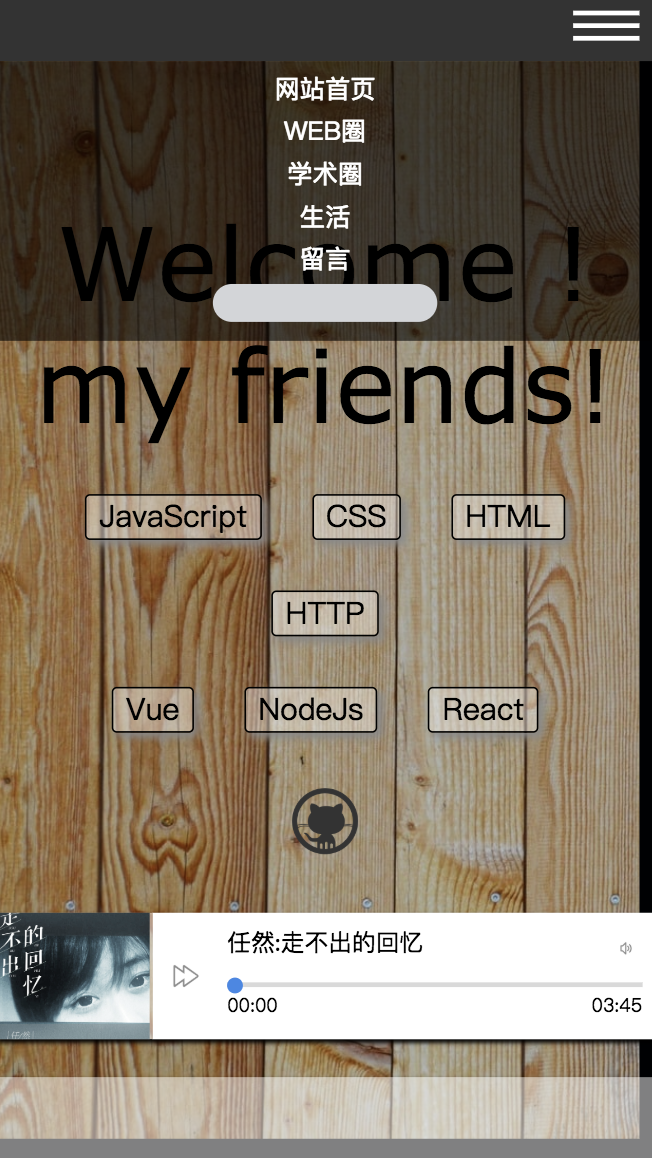 网站首页
WEB圈
学术圈
生活
留言
Welcome !
my friends!
JavaScript CSS HTML
HTTP
Vue NodeJs React
走不出
的回忆
任然:走不出的回忆
00:00 03:45